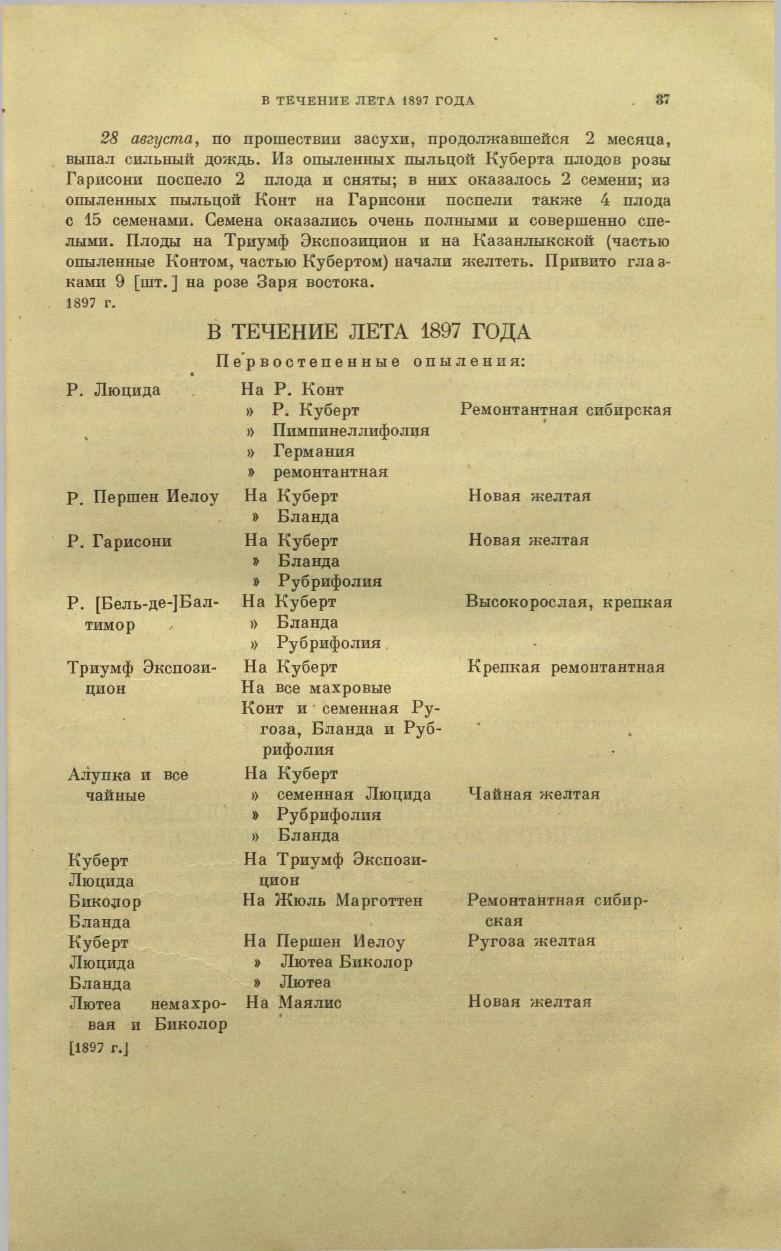 В ТЕЧЕНИЕ ЛЕТА 1897 ГОДА 37
28 августа, по прошествии засухи, продолжавшейся 2 месяца,
выпал сильный дождь. Из опыленных пыльцой Куберта плодов розы
Гарисони поспело 2 плода и сняты; в них оказалось 2 семени; из
опыленных пыльцой Конт на Гарисони поспели также 4 плода
с 15 семенами. Семена оказались очень полными и совершенно спе-
лыми. Плоды на Триумф Экспозицион и на Казанлыкской (частью
опыленные Контом, частью Кубертом) начали желтеть. Привито глаз-
ками 9 [шт.] на розе Заря востока.
1897 г.
В ТЕЧЕНИЕ ЛЕТА 1897 ГОДА
Первостепенные опыления:
Р. Люцида На Р. Конт
» Р. Куберт Ремонтантная сибирская
» Пимпинеллифолия
» Германия
» ремонтантная
Р. Першен Иелоу На Куберт Новая желтая
» Бланда
Р. Гарисони На Куберт Новая желтая
» Бланда
» Рубрифолия
Р. [Бель-де-]Бал- На Куберт Высокорослая, крепкая
тимор » Бланда
» Рубрифолия
Триумф Экспози- На Куберт Крепкая ремонтантная
цион На все махровые
Конт и семенная Ру-
гоза, Бланда и Руб-
рифолия
Алупка и все На Куберт
чайные » семенная Люцида Чайная желтая
» Рубрифолия
» Бланда
Куберт На Триумф Экспози-
Люцида цион
Биколор На Жюль Марготтен Ремонтантная сибир-
Бланда ская
Куберт На Першен Иелоу Ругоза желтая
Люцида » Лютеа Биколор
Бланда » Лютеа
Лютеа немахро- На Маялис Новая желтая
вая и Биколор
[1897 г.]